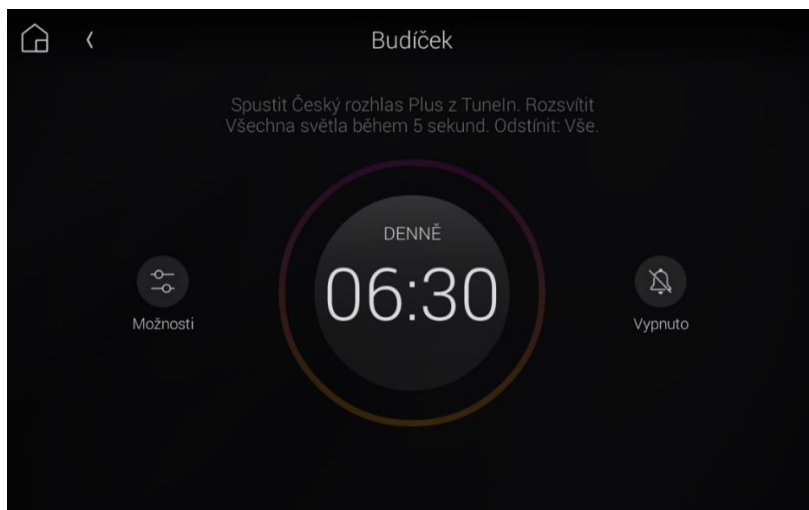 Budíček
Spustit Český rozhlas Plus z TuneIn. Rozsvítit
Všechna světla během 5 sekund. Odstínit: Vše.
DENNĚ
06:30
Možnosti
Vypnuto